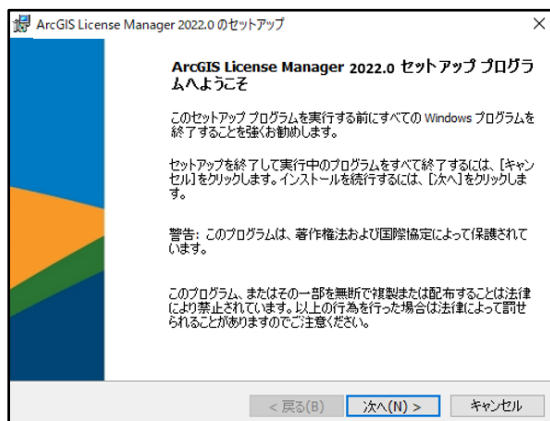 ArcGIS License Manager 2022.0 のセットアップ
ArcGIS License Manager 2022.0 セットアップ プログラ
ムへようこそ
このセットアップ プログラムを実行する前にすべての Windows プログラムを
終了することを強くお勧めします。
セットアップを終了して実行中のプログラムをすべて終了するには、[キャン
セル]をクリックします。インストールを続行するには、[次へ]をクリックしま
す。
警告: このプログラムは、著作権法および国際協定によって保護されて
います。
このプログラム、またはその一部を無断で複製または配布することは法律
により禁止されています。以上の行為を行った場合は法律によって罰せ
られることがありますのでご注意ください。
< 戻る(B) 次へ(N) > キャンセル